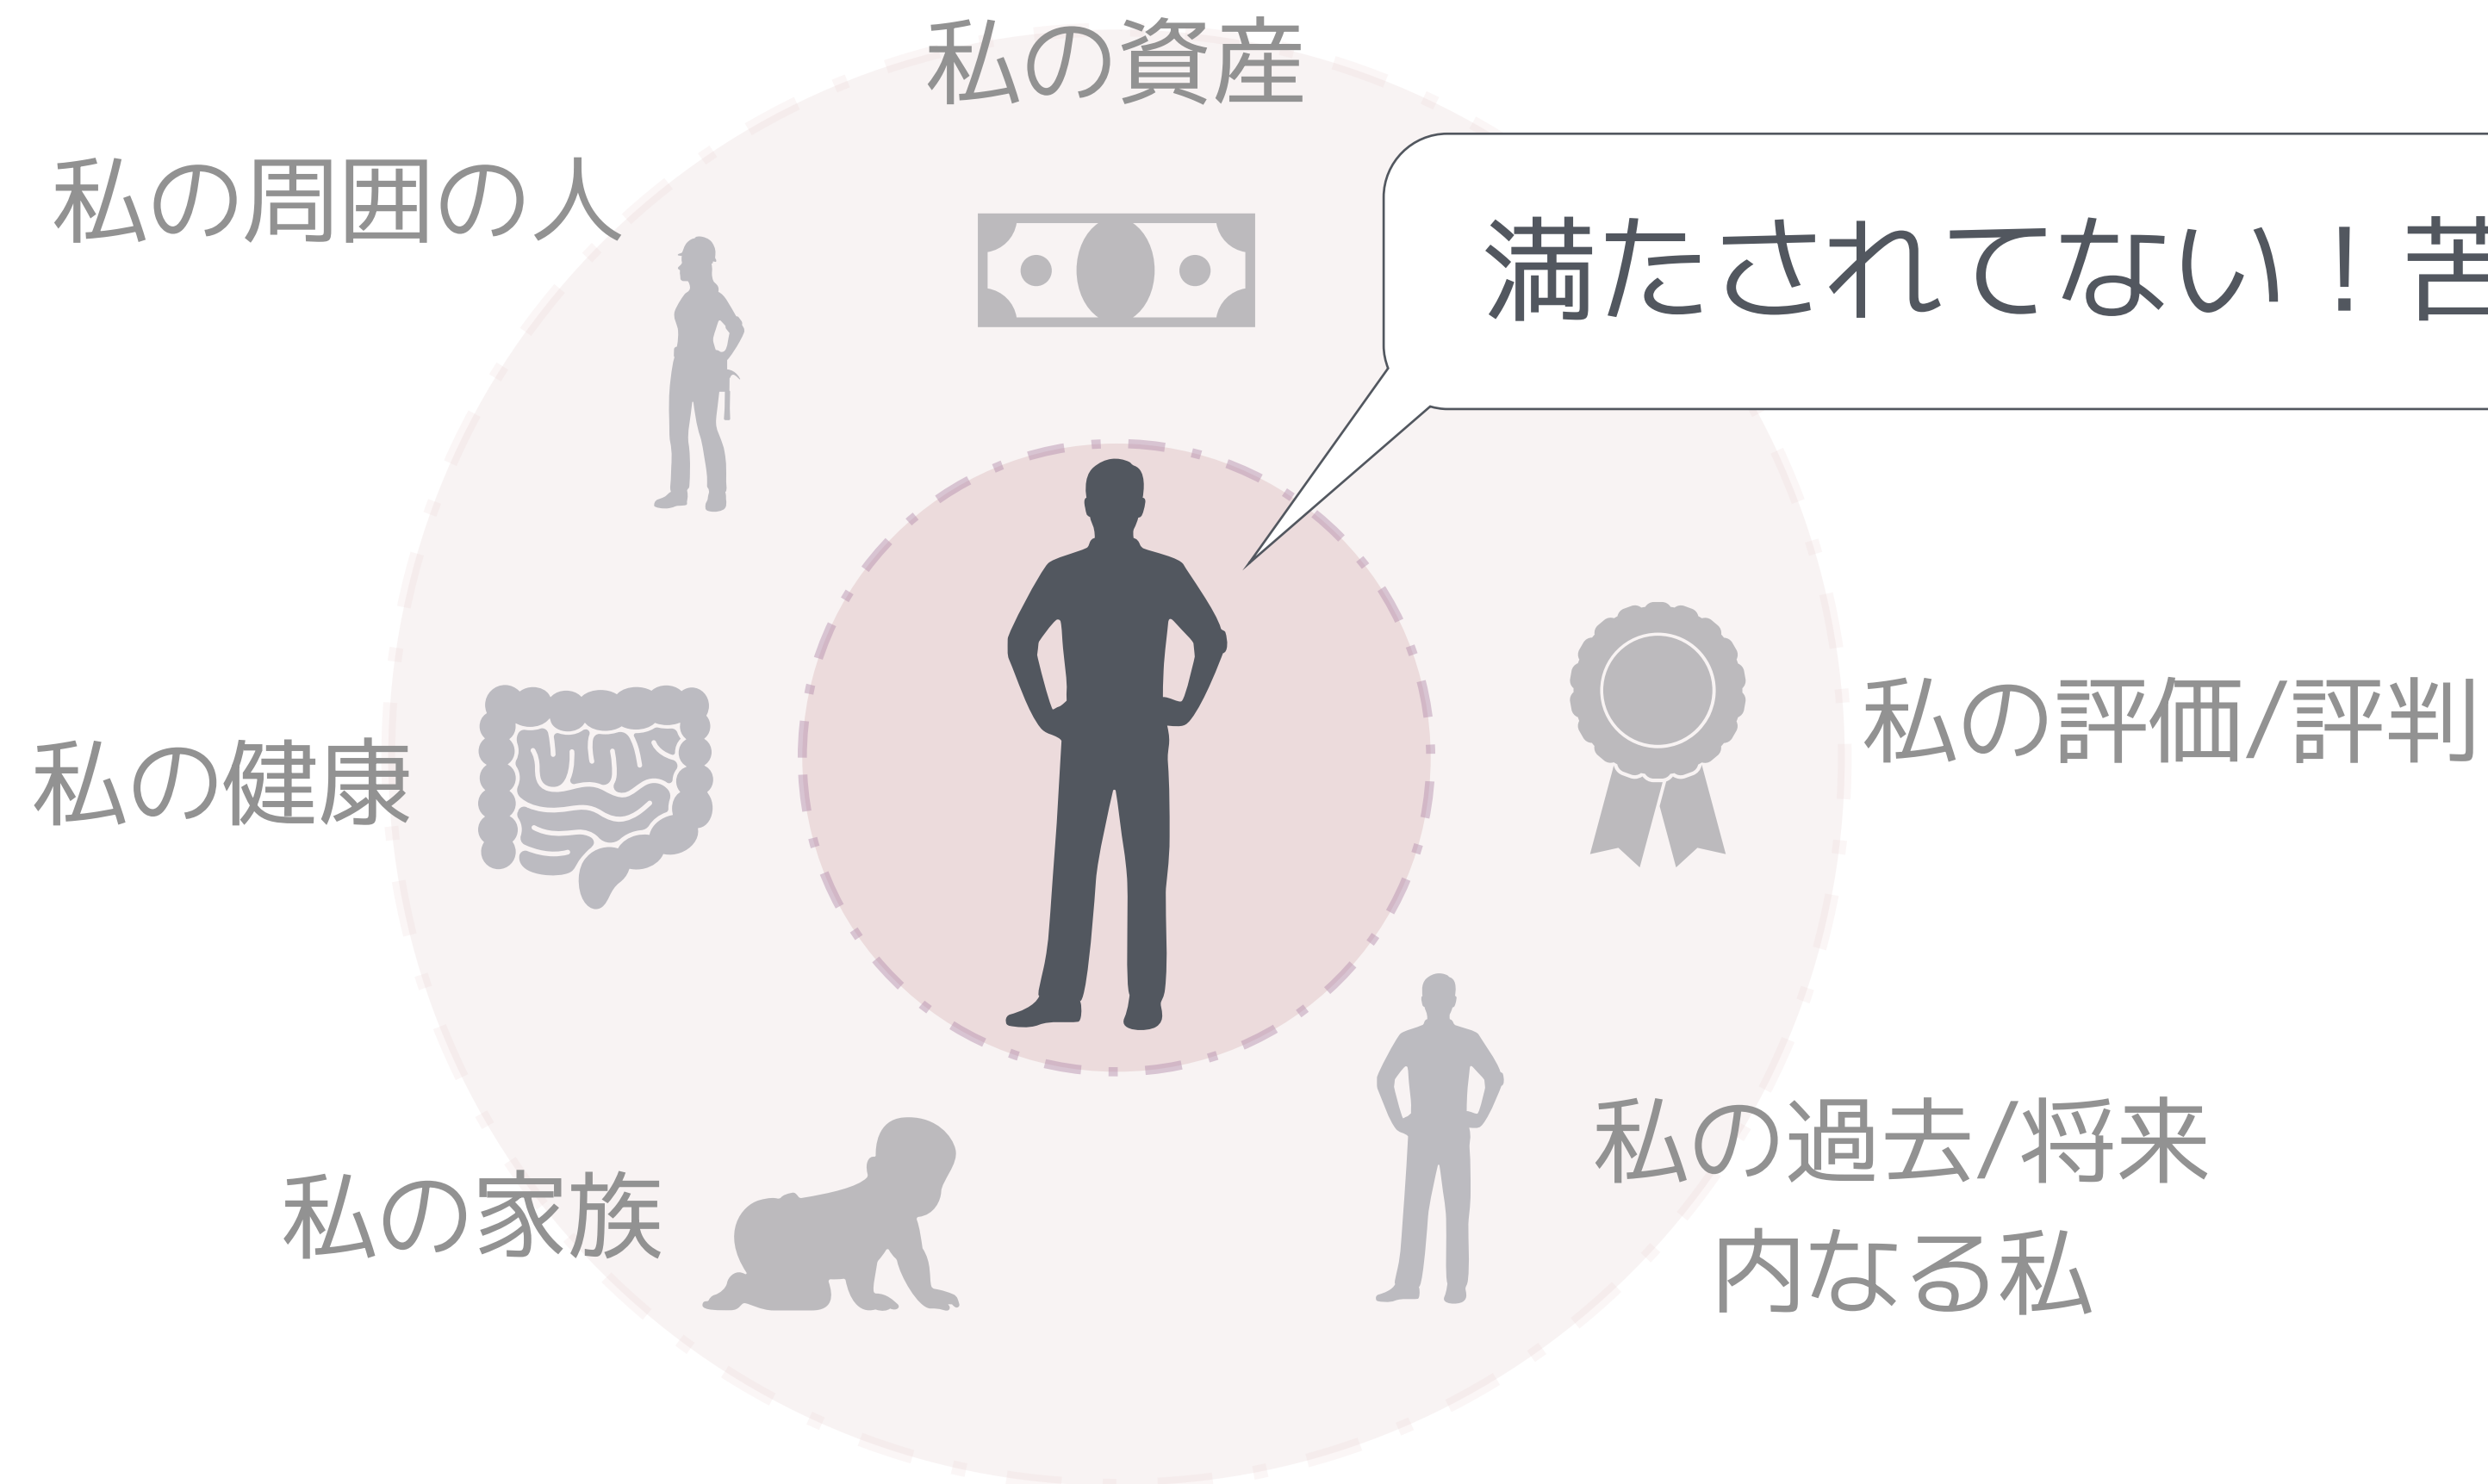 私の資産
私の周囲の人
満たされてない！苦
私の評価/評判
私の健康
私の過去/将来
内なる私
私の家族